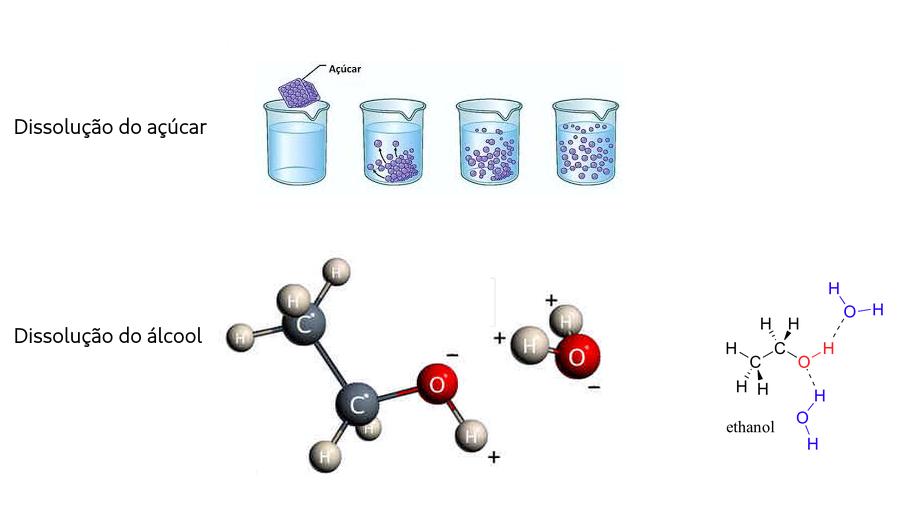 Açúcar
Dissolução do açúcar
Dissolução do álcool
H
H
H
C
C
H
H
O
−
H
+
+
+
H
H
O
−
H
O–H
H H
H
C
C
O
H
H H
H
O
H
ethanol